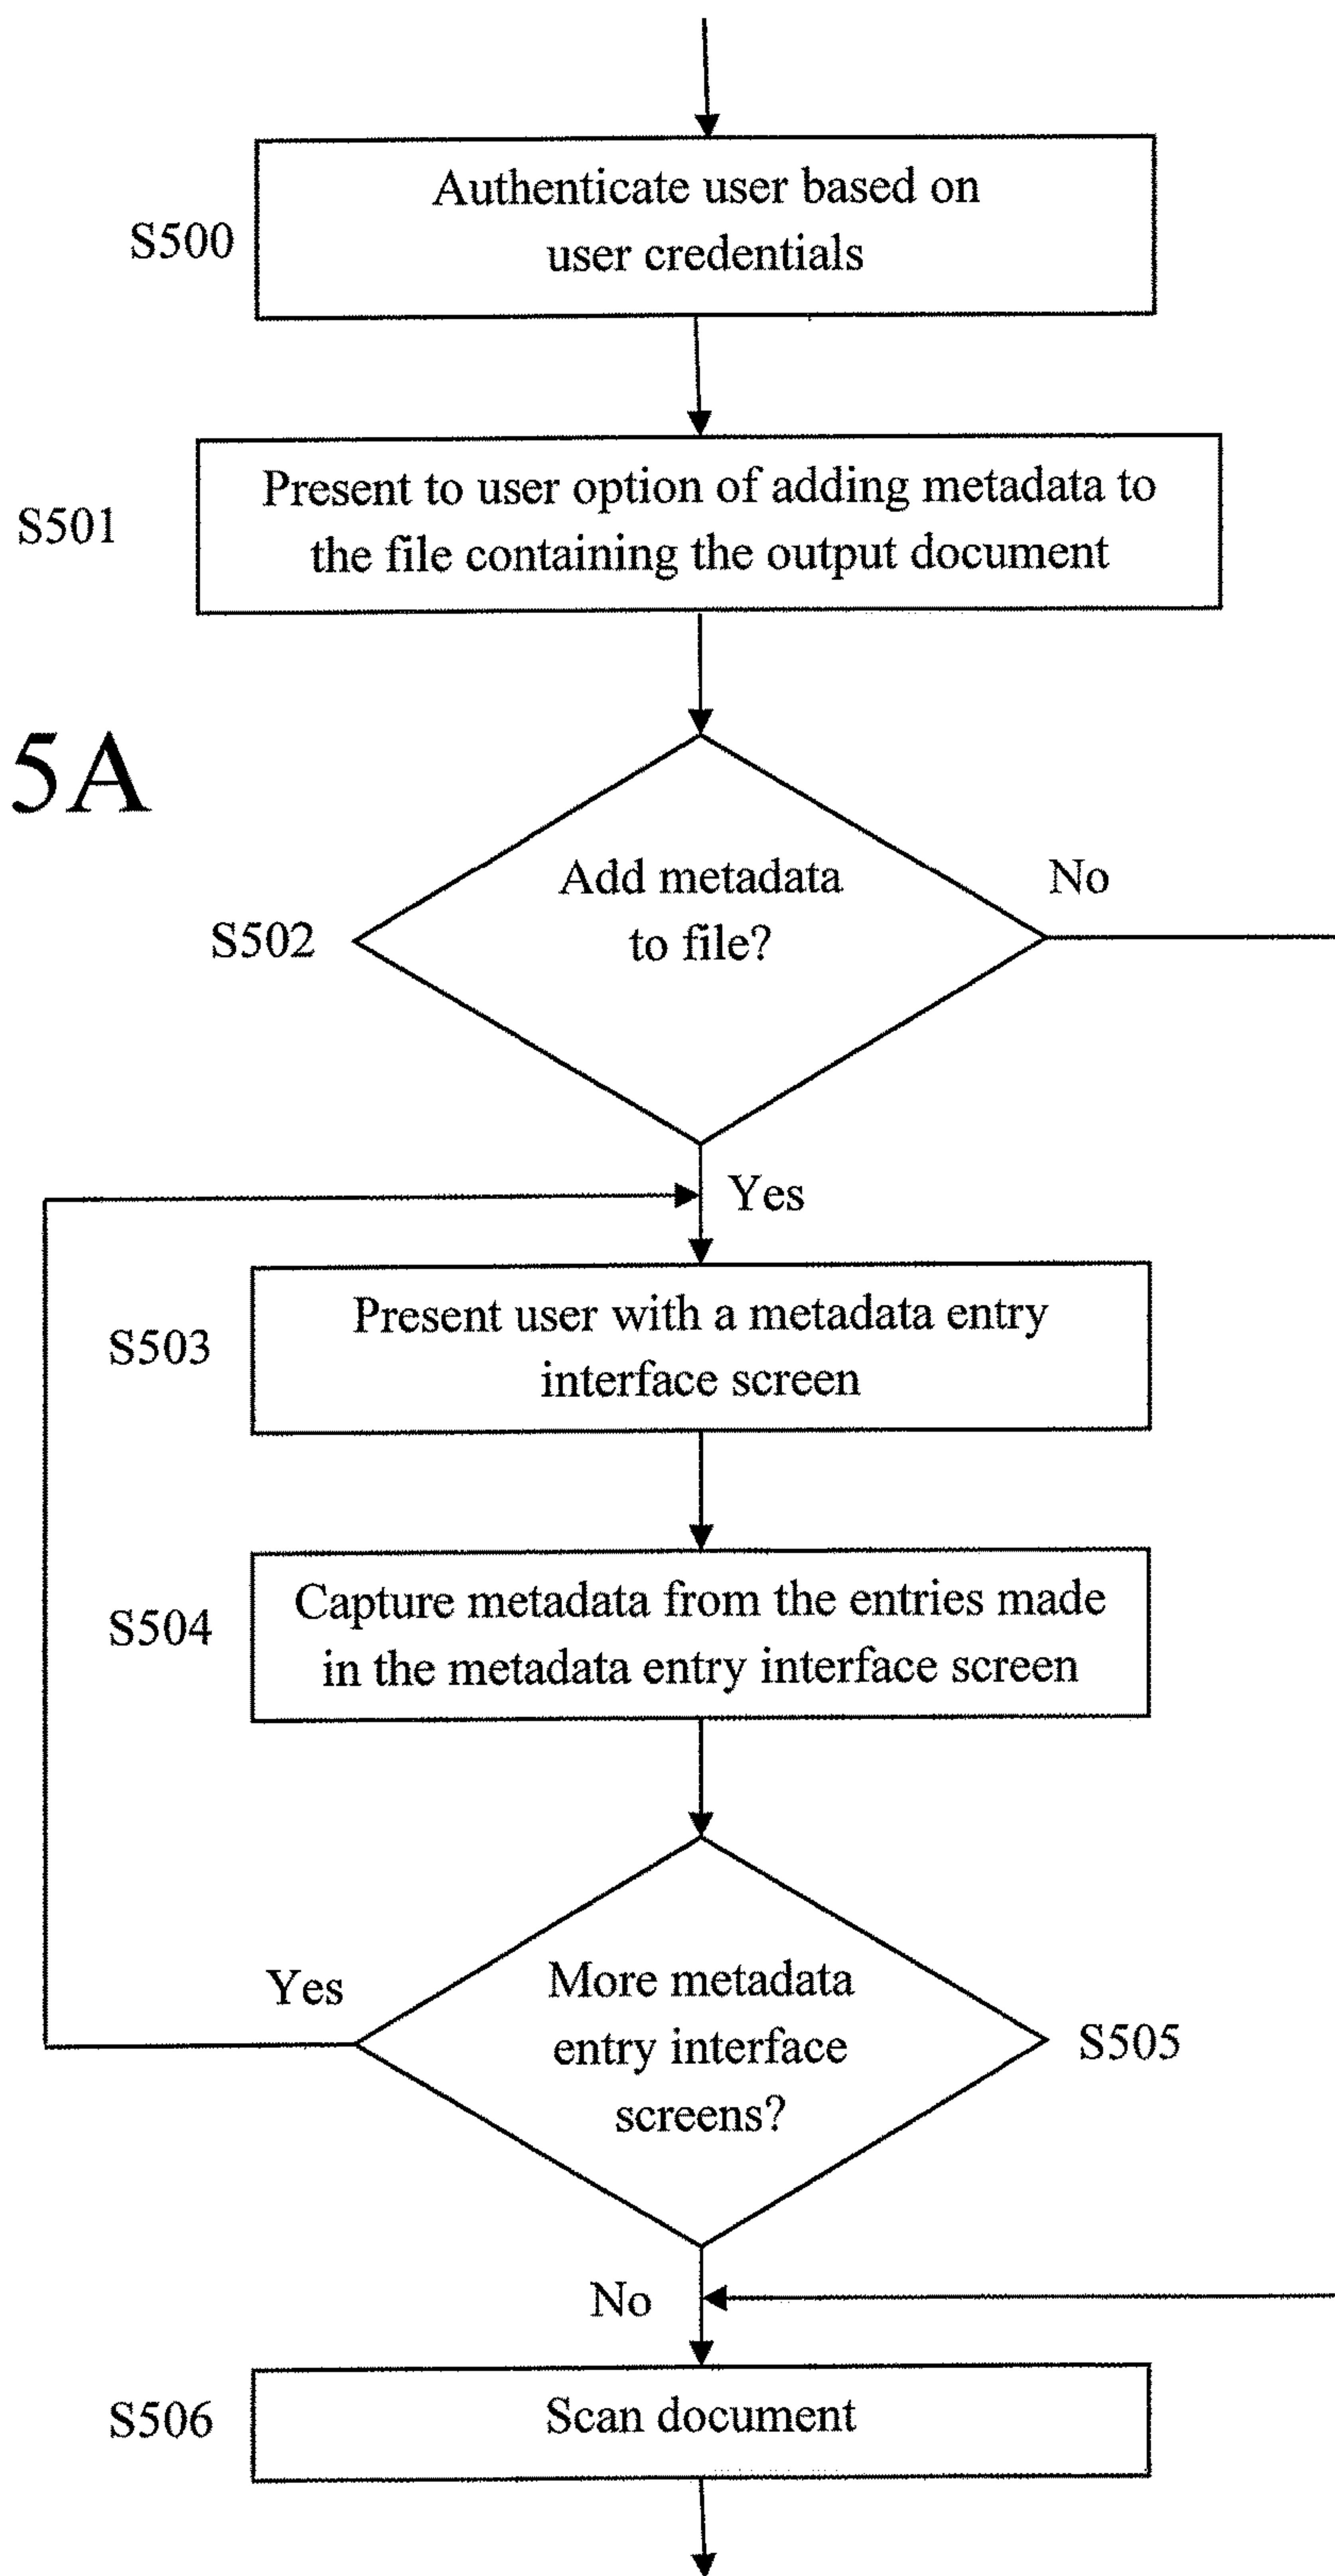 Authenticate user based on
user credentials
S500
Present to user option of adding metadata to
the file containing the output document
S501
5A
Add metadata
to file?
No
S502
Yes
Present user with a metadata entry
interface screen
S503
Capture metadata from the entries made
in the metadata entry interface screen
S504
Yes
More metadata
entry interface
screens?
S505
No
Scan document
S506